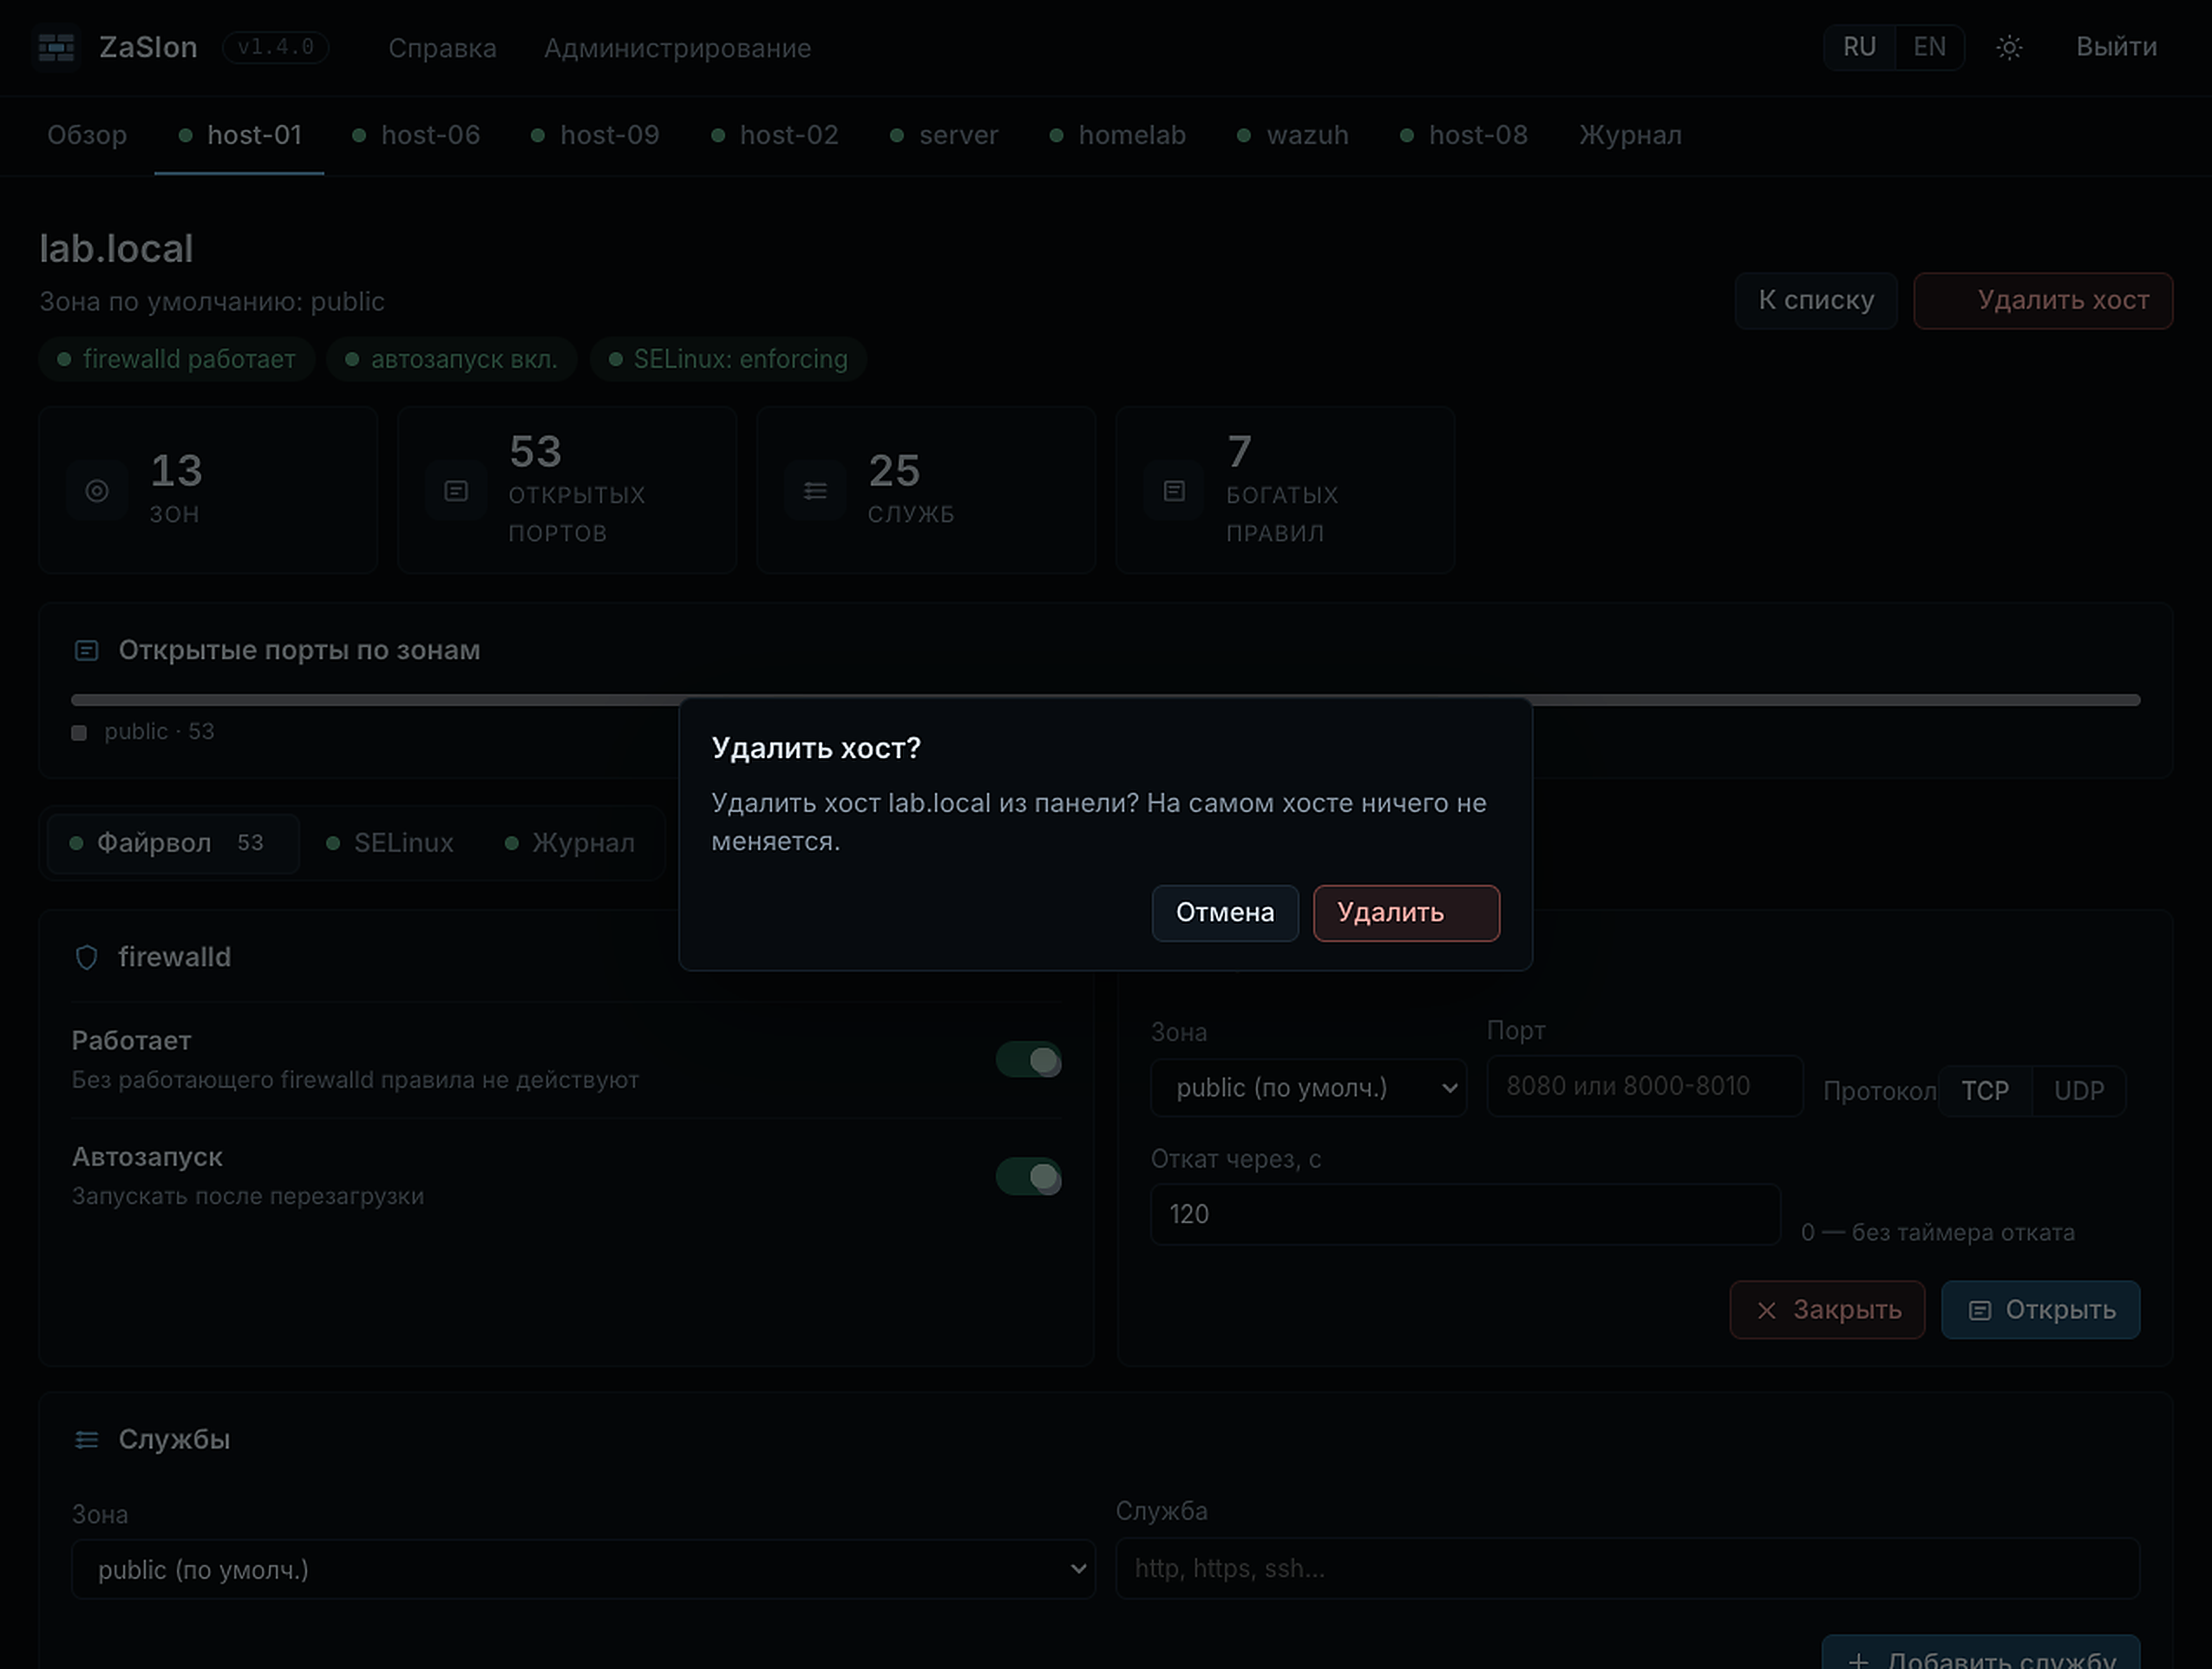 ZaSlon v1.4.0 Справка Администрирование RU EN Выйти
Обзор host-01 host-06 host-09 host-02 server homelab wazuh host-08 Журнал
lab.local
Зона по умолчанию: public
К списку Удалить хост
firewalld работает автозапуск вкл. SELinux: enforcing
13
ЗОН
53
ОТКРЫТЫХ
ПОРТОВ
25
СЛУЖБ
7
БОГАТЫХ
ПРАВИЛ
Открытые порты по зонам
public · 53
Удалить хост?
Удалить хост lab.local из панели? На самом хосте ничего не
меняется.
Отмена Удалить
Файрвол 53 SELinux Журнал
firewalld
Работает
Без работающего firewalld правила не действуют
Автозапуск
Запускать после перезагрузки
Зона
public (по умолч.)
Порт
8080 или 8000-8010
Протокол TCP UDP
Откат через, с
120
0 — без таймера отката
Закрыть Открыть
Службы
Зона
public (по умолч.)
Служба
http, https, ssh...
+ Добавить службу